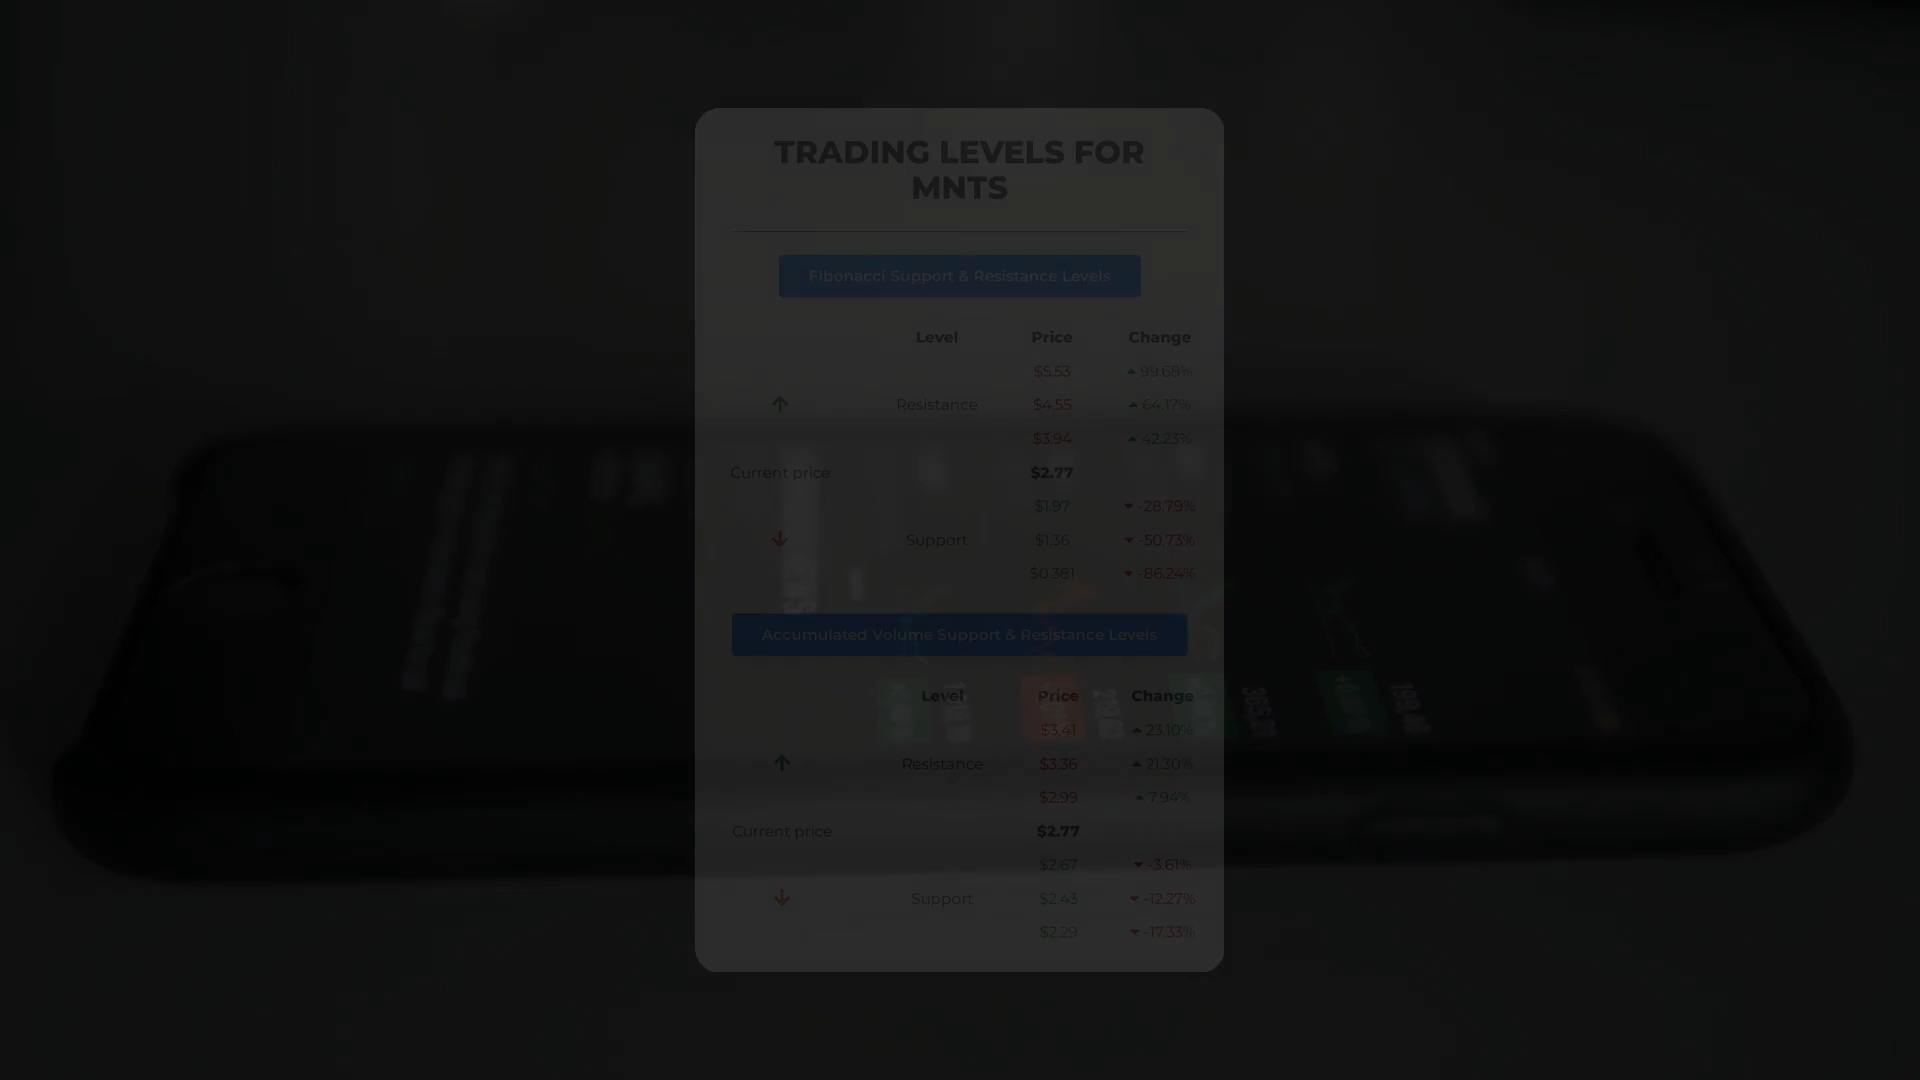 TRADING LEVELS FOR
MNTS
Fibonacci Support & Resistance Levels
Level Price Change
$5.53 99.68%
Resistance $4.55 64.17%
$3.94 42.23%
Current price $2.77
$1.97 -28.79%
Support $1.36 -50.73%
$0.381 -86.24%
Accumulated Volume Support & Resistance Levels
Level Price Change
$3.41 23.10%
Resistance $3.36 21.30%
$2.99 7.94%
Current price $2.77
$2.67 -3.61%
Support $2.43 -12.27%
$2.29 -17.33%